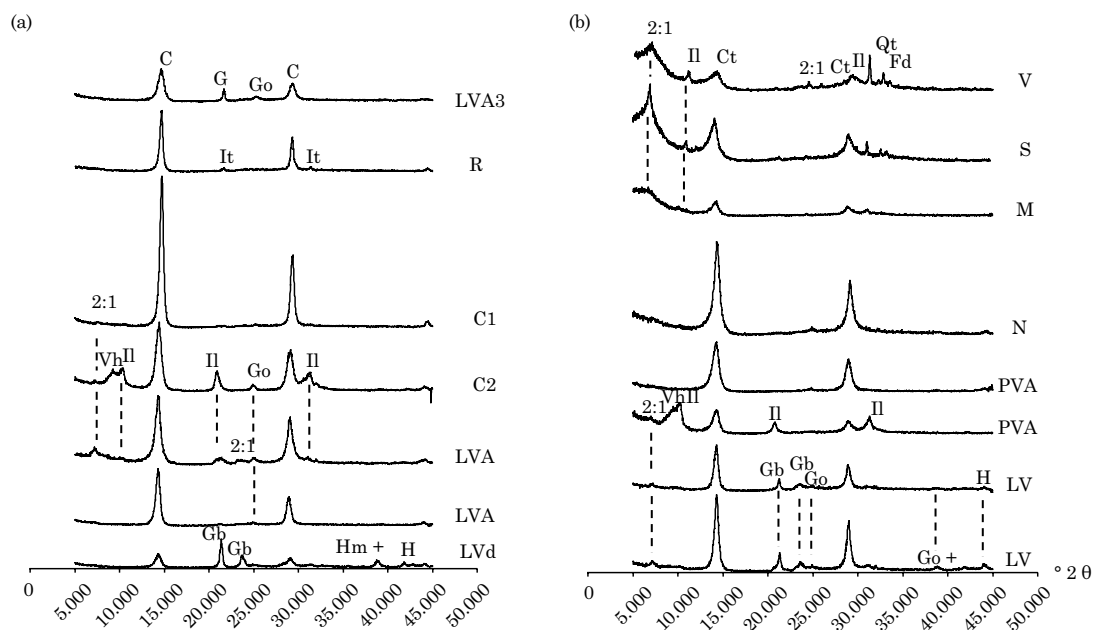 (a)
C
G
Go
C
LVA3
It
It
R
2:1
C1
Vh
Il
Il
Go
Il
C2
2:1
LVA
LVA
Gb
Gb
Hm +
H
LVd
0
5.000
10.000
15.000
20.000
25.000
30.000
35.000
40.000
45.000
50.000
(b)
2:1
Il
Ct
2:1
Ct
Il
Qt
Fd
V
S
M
N
PVA
2:1
Vh
Il
Il
Il
PVA
Gb
Gb
Go
H
LV
Go +
LV
0
5.000
10.000
15.000
20.000
25.000
30.000
35.000
40.000
45.000
50.000
° 2 θ